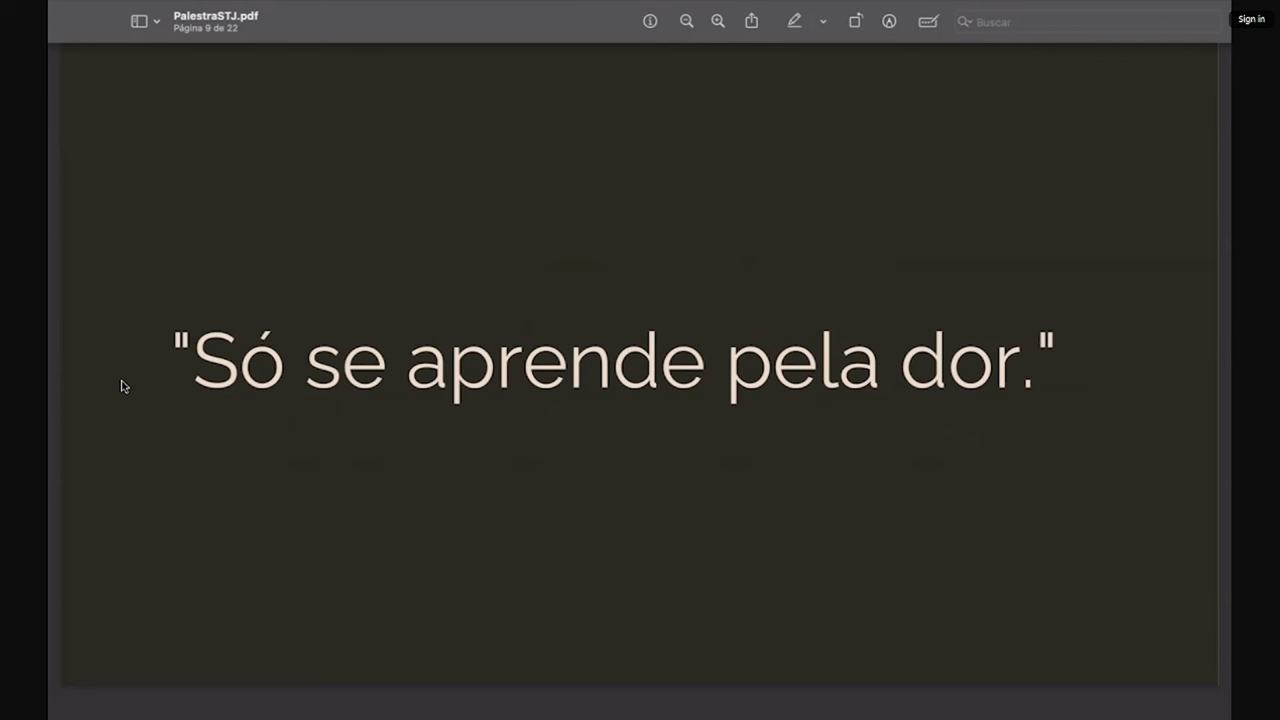 PalestraSTJ.pdf
Página 9 de 22
Buscar
Sign in
"Só se aprende pela dor."